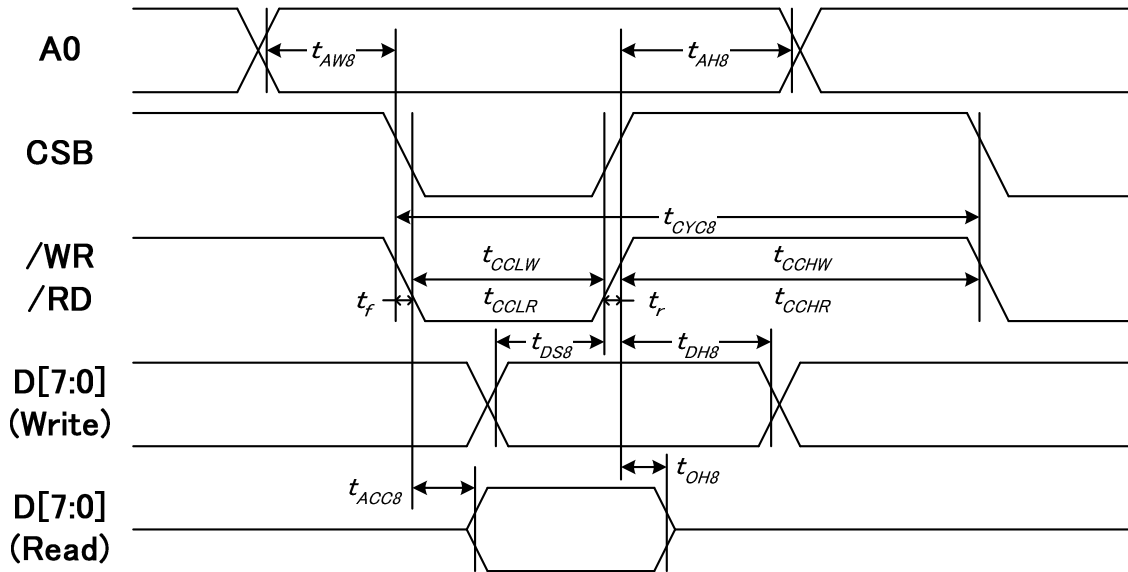 A0
t_AW8
t_AH8
CSB
t_CYC8
/WR
/RD
t_CCLW
t_CCHW
t_f
t_CCLR
t_r
t_CCHR
t_DS8
t_DH8
D[7:0]
(Write)
t_ACC8
t_OH8
D[7:0]
(Read)